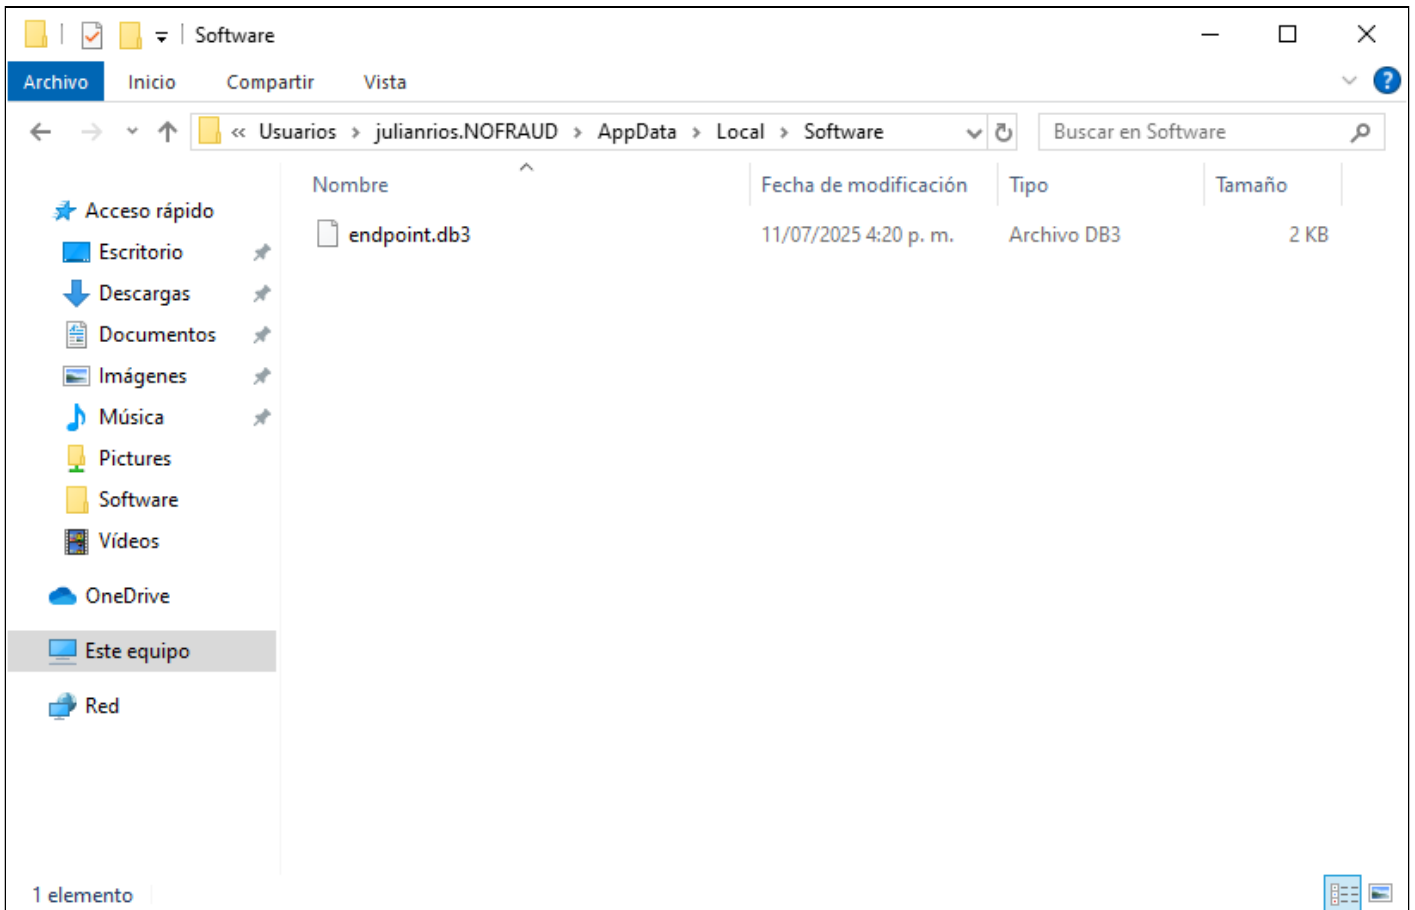 Software
Archivo Inicio Compartir Vista
« Usuarios > julianrios.NOFRAUD > AppData > Local > Software
Buscar en Software
Nombre Fecha de modificación Tipo Tamaño
endpoint.db3 11/07/2025 4:20 p. m. Archivo DB3 2 KB
Acceso rápido
Escritorio
Descargas
Documentos
Imágenes
Música
Pictures
Software
Vídeos
OneDrive
Este equipo
Red
1 elemento